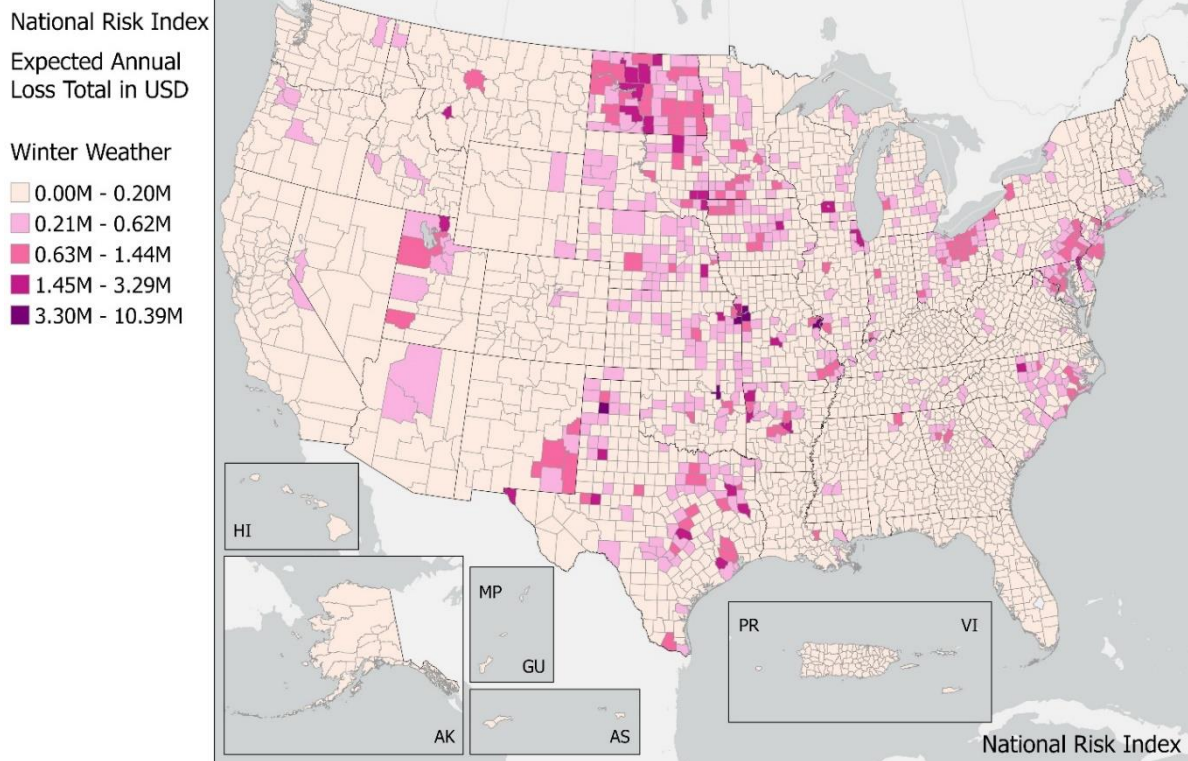 National Risk Index
Expected Annual
Loss Total in USD
Winter Weather
0.00M - 0.20M
0.21M - 0.62M
0.63M - 1.44M
1.45M - 3.29M
3.30M - 10.39M
HI
AK
MP
GU
AS
PR
VI
National Risk Index